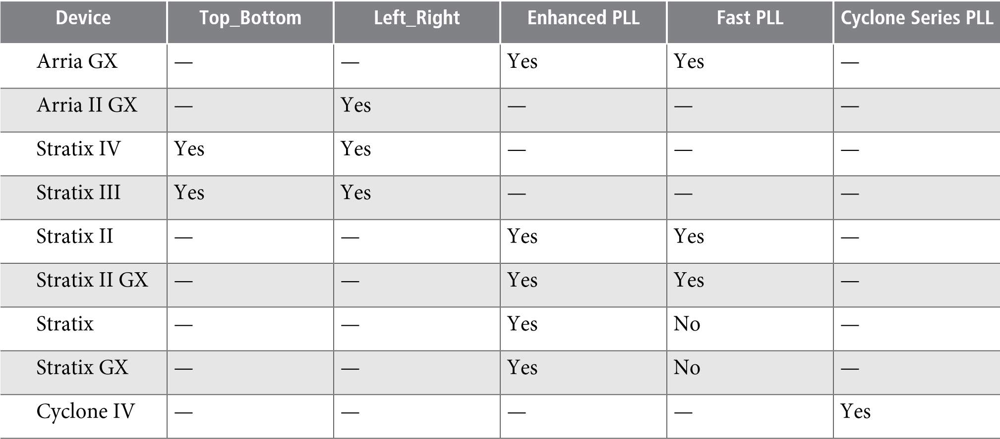 Device Top_Bottom Left_Right Enhanced PLL Fast PLL Cyclone Series PLL
Arria GX — — Yes Yes —
Arria II GX — Yes — — —
Stratix IV Yes Yes — — —
Stratix III Yes Yes — — —
Stratix II — — Yes Yes —
Stratix II GX — — Yes Yes —
Stratix — — Yes No —
Stratix GX — — Yes No —
Cyclone IV — — — — Yes